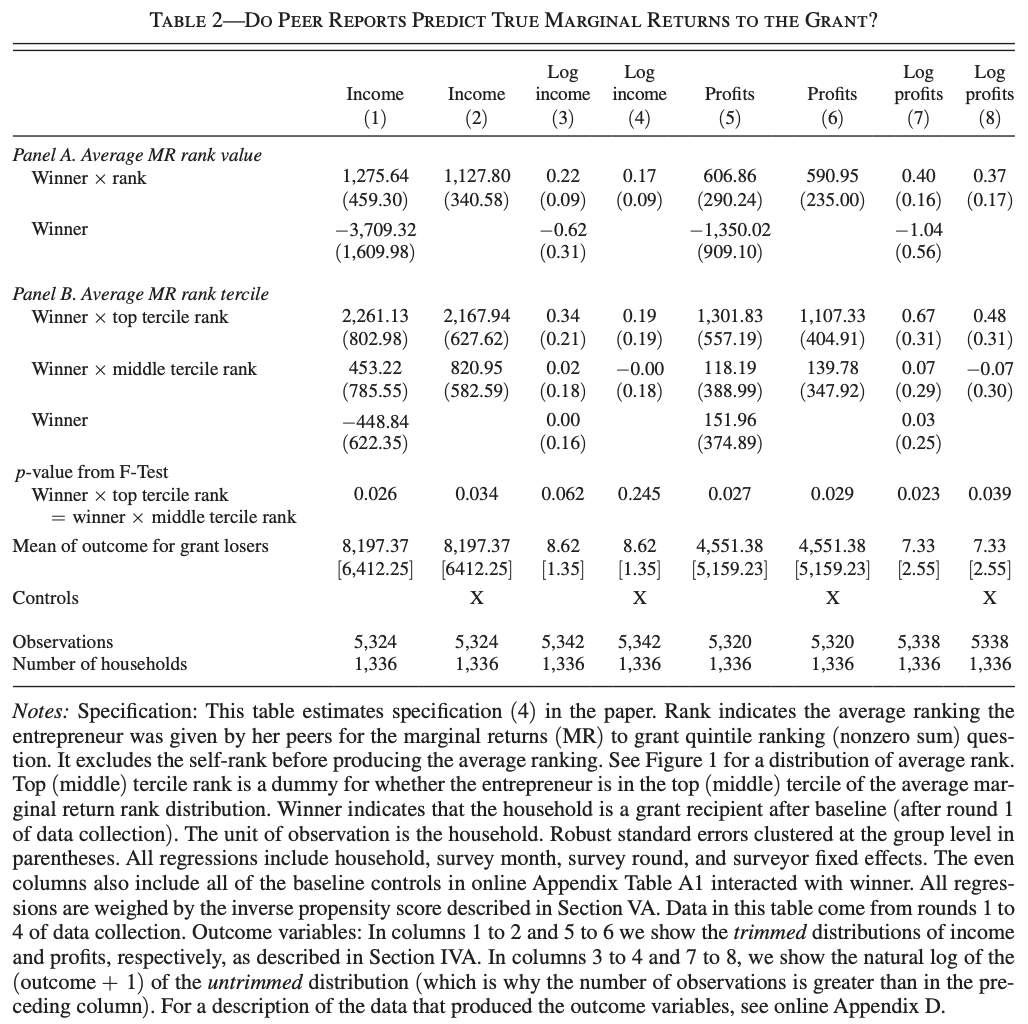 TABLE 2—DO PEER REPORTS PREDICT TRUE MARGINAL RETURNS TO THE GRANT?
Log Log Log Log
Income Income income income Profits Profits profits profits
(1) (2) (3) (4) (5) (6) (7) (8)
Panel A. Average MR rank value
Winner × rank 1,275.64 1,127.80 0.22 0.17 606.86 590.95 0.40 0.37
(459.30) (340.58) (0.09) (0.09) (290.24) (235.00) (0.16) (0.17)
Winner −3,709.32 −0.62 −1,350.02 −1.04
(1,609.98) (0.31) (909.10) (0.56)
Panel B. Average MR rank tercile
Winner × top tercile rank 2,261.13 2,167.94 0.34 0.19 1,301.83 1,107.33 0.67 0.48
(802.98) (627.62) (0.21) (0.19) (557.19) (404.91) (0.31) (0.31)
Winner × middle tercile rank 453.22 820.95 0.02 −0.00 118.19 139.78 0.07 −0.07
(785.55) (582.59) (0.18) (0.18) (388.99) (347.92) (0.29) (0.30)
Winner −448.84 0.00 151.96 0.03
(622.35) (0.16) (374.89) (0.25)
p-value from F-Test
Winner × top tercile rank 0.026 0.034 0.062 0.245 0.027 0.029 0.023 0.039
= winner × middle tercile rank
Mean of outcome for grant losers 8,197.37 8,197.37 8.62 8.62 4,551.38 4,551.38 7.33 7.33
[6,412.25] [6412.25] [1.35] [1.35] [5,159.23] [5,159.23] [2.55] [2.55]
Controls X X X X
Observations 5,324 5,324 5,342 5,342 5,320 5,320 5,338 5338
Number of households 1,336 1,336 1,336 1,336 1,336 1,336 1,336 1,336
Notes: Specification: This table estimates specification (4) in the paper. Rank indicates the average ranking the
entrepreneur was given by her peers for the marginal returns (MR) to grant quintile ranking (nonzero sum) ques-
tion. It excludes the self-rank before producing the average ranking. See Figure 1 for a distribution of average rank.
Top (middle) tercile rank is a dummy for whether the entrepreneur is in the top (middle) tercile of the average mar-
ginal return rank distribution. Winner indicates that the household is a grant recipient after baseline (after round 1
of data collection). The unit of observation is the household. Robust standard errors clustered at the group level in
parentheses. All regressions include household, survey month, survey round, and surveyor fixed effects. The even
columns also include all of the baseline controls in online Appendix Table A1 interacted with winner. All regres-
sions are weighed by the inverse propensity score described in Section VA. Data in this table come from rounds 1 to
4 of data collection. Outcome variables: In columns 1 to 2 and 5 to 6 we show the trimmed distributions of income
and profits, respectively, as described in Section IVA. In columns 3 to 4 and 7 to 8, we show the natural log of the
(outcome + 1) of the untrimmed distribution (which is why the number of observations is greater than in the pre-
ceding column). For a description of the data that produced the outcome variables, see online Appendix D.